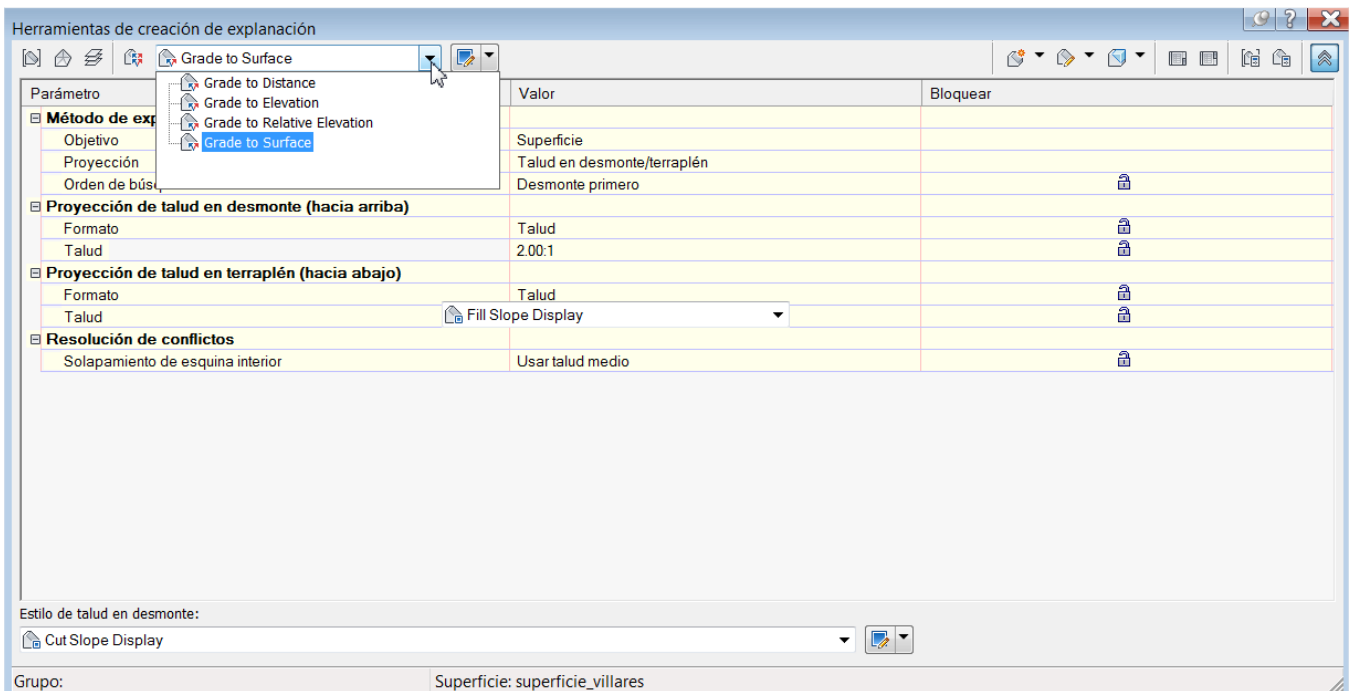 Herramientas de creación de explanación
Grade to Surface
Grade to Distance
Grade to Elevation
Grade to Relative Elevation
Grade to Surface
Parámetro Valor Bloquear
Método de exp
Objetivo Superficie
Proyección Talud en desmonte/terraplén
Orden de Desmonte primero
Proyección de talud en desmonte (hacia arriba)
Formato Talud
Talud 2.00:1
Proyección de talud en terraplén (hacia abajo)
Formato Talud
Talud Fill Slope Display
Resolución de conflictos
Solapamiento de esquina interior Usar talud medio
Estilo de talud en desmonte:
Cut Slope Display
Grupo: Superficie: superficie_villares